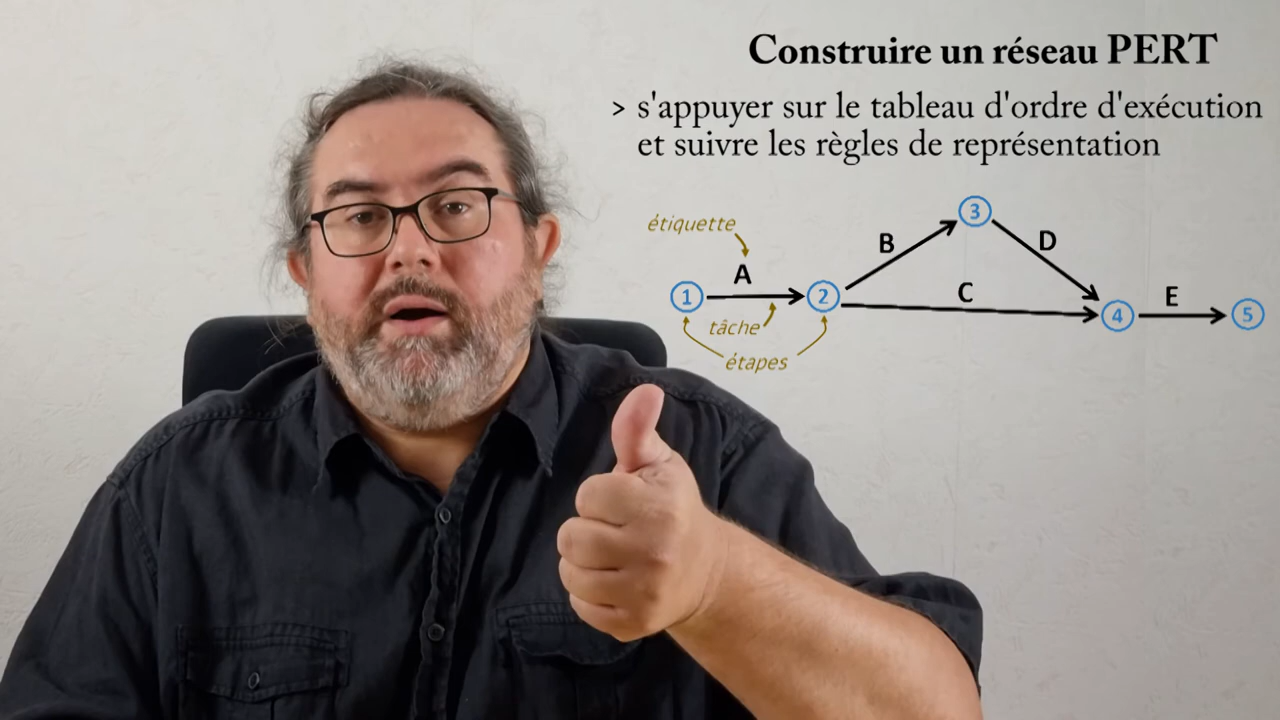 Construire un réseau PERT
> s'appuyer sur le tableau d'ordre d'exécution
et suivre les règles de représentation
étiquette
A
B
C
D
E
1
2
3
4
5
tâche
étapes